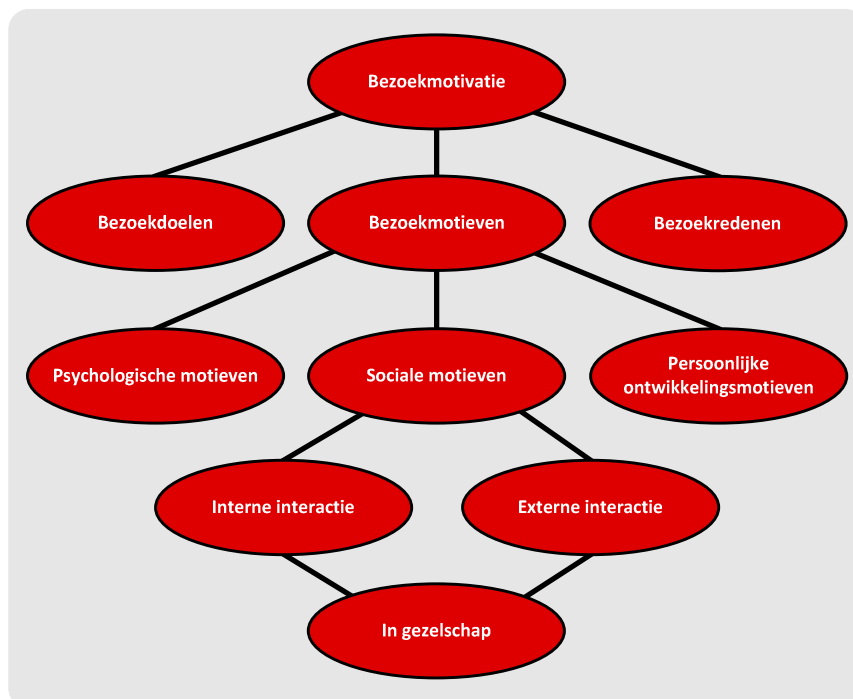 Bezoekmotivatie
Bezoekdoelen
Bezoekmotieven
Bezoekredenen
Psychologische motieven
Sociale motieven
Persoonlijke
ontwikkelingsmotieven
Interne interactie
Externe interactie
In gezelschap